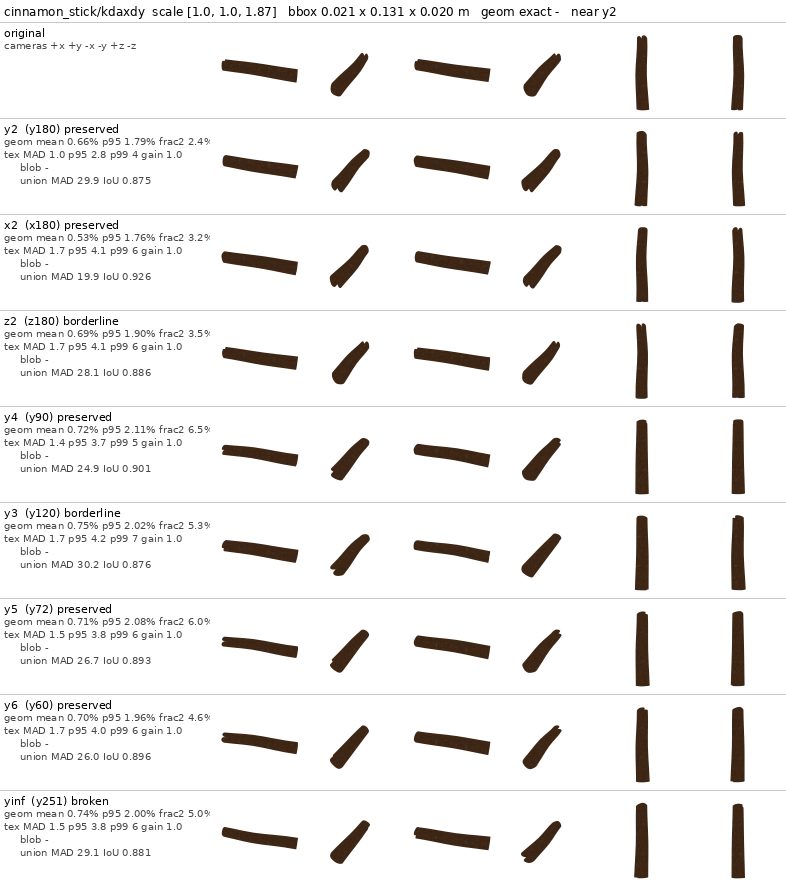 cinnamon_stick/kdaxdy  scale [1.0, 1.0, 1.87]   bbox 0.021 x 0.131 x 0.020 m   geom exact -   near y2
original
cameras +x +y -x -y +z -z
y2  (y180) preserved
geom mean 0.66% p95 1.79% frac2 2.4%
tex MAD 1.0 p95 2.8 p99 4 gain 1.0
blob -
union MAD 29.9 IoU 0.875
x2  (x180) preserved
geom mean 0.53% p95 1.76% frac2 3.2%
tex MAD 1.7 p95 4.1 p99 6 gain 1.0
blob -
union MAD 19.9 IoU 0.926
z2  (z180) borderline
geom mean 0.69% p95 1.90% frac2 3.5%
tex MAD 1.7 p95 4.1 p99 6 gain 1.0
blob -
union MAD 28.1 IoU 0.886
y4  (y90) preserved
geom mean 0.72% p95 2.11% frac2 6.5%
tex MAD 1.4 p95 3.7 p99 5 gain 1.0
blob -
union MAD 24.9 IoU 0.901
y3  (y120) borderline
geom mean 0.75% p95 2.02% frac2 5.3%
tex MAD 1.7 p95 4.2 p99 7 gain 1.0
blob -
union MAD 30.2 IoU 0.876
y5  (y72) preserved
geom mean 0.71% p95 2.08% frac2 6.0%
tex MAD 1.5 p95 3.8 p99 6 gain 1.0
blob -
union MAD 26.7 IoU 0.893
y6  (y60) preserved
geom mean 0.70% p95 1.96% frac2 4.6%
tex MAD 1.7 p95 4.0 p99 6 gain 1.0
blob -
union MAD 26.0 IoU 0.896
yinf  (y251) broken
geom mean 0.74% p95 2.00% frac2 5.0%
tex MAD 1.5 p95 3.8 p99 6 gain 1.0
blob -
union MAD 29.1 IoU 0.881